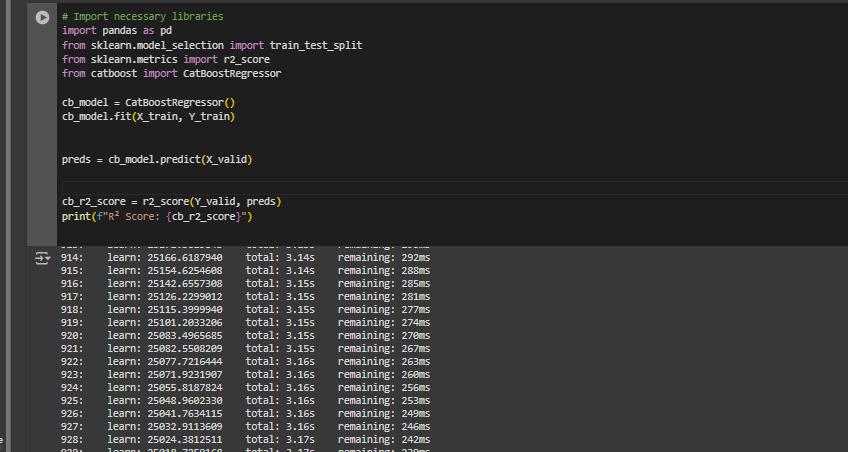 # Import necessary libraries
import pandas as pd
from sklearn.model_selection import train_test_split
from sklearn.metrics import r2_score
from catboost import CatBoostRegressor
cb_model = CatBoostRegressor()
cb_model.fit(X_train, Y_train)
preds = cb_model.predict(X_valid)
cb_r2_score = r2_score(Y_valid, preds)
print(f"R² Score: {cb_r2_score}")
914: learn: 25166.6187940 total: 3.14s remaining: 292ms
915: learn: 25154.6254608 total: 3.14s remaining: 288ms
916: learn: 25142.6557308 total: 3.15s remaining: 285ms
917: learn: 25126.2299012 total: 3.15s remaining: 281ms
918: learn: 25115.3999940 total: 3.15s remaining: 277ms
919: learn: 25101.2033206 total: 3.15s remaining: 274ms
920: learn: 25083.4965685 total: 3.15s remaining: 270ms
921: learn: 25082.5508209 total: 3.15s remaining: 267ms
922: learn: 25077.7216444 total: 3.16s remaining: 263ms
923: learn: 25071.9231907 total: 3.16s remaining: 260ms
924: learn: 25055.8187824 total: 3.16s remaining: 256ms
925: learn: 25048.9602330 total: 3.16s remaining: 253ms
926: learn: 25041.7634115 total: 3.16s remaining: 249ms
927: learn: 25032.9113609 total: 3.16s remaining: 246ms
928: learn: 25024.3812511 total: 3.17s remaining: 242ms